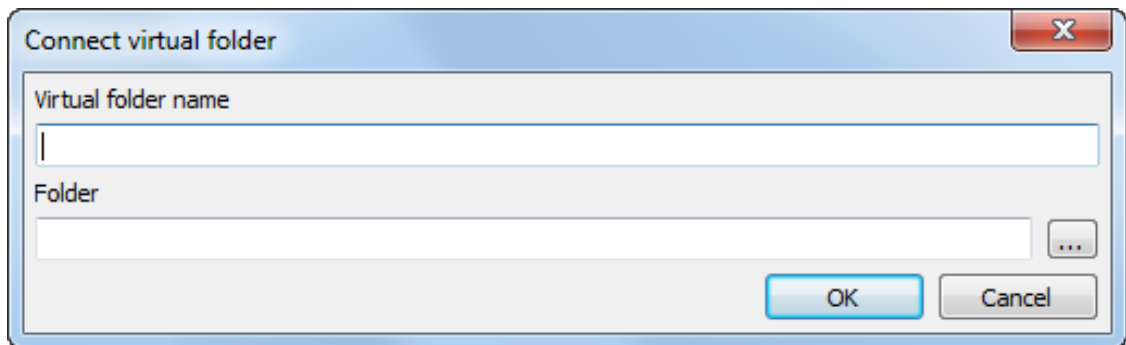 Connect virtual folder
Virtual folder name
Folder
...
OK Cancel